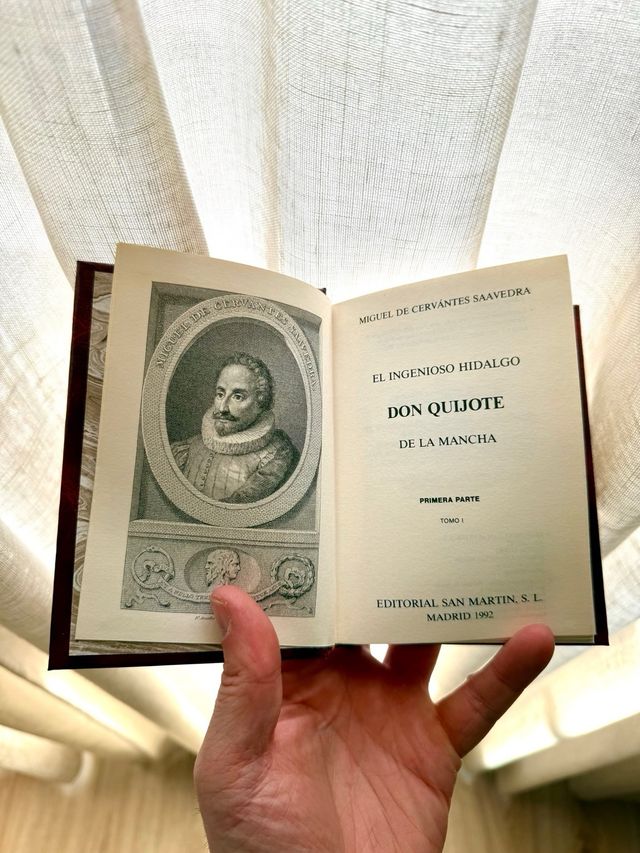 MIGUEL DE CERVANTES SAAVEDRA
MIGUEL DE CERVÁNTES SAAVEDRA
EL INGENIOSO HIDALGO
DON QUIJOTE
DE LA MANCHA
PRIMERA PARTE
TOMO I
EDITORIAL SAN MARTIN, S. L.
MADRID 1992